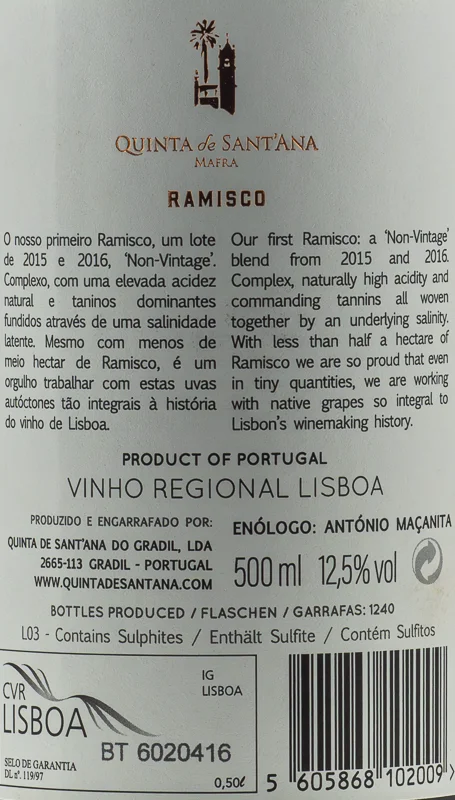 QUINTA de SANT'ANA
MAFRA
RAMISCO
O nosso primeiro Ramisco, um lote
de 2015 e 2016, 'Non-Vintage'.
Complexo, com uma elevada acidez
natural e taninos dominantes
fundidos através de uma salinidade
latente. Mesmo com menos de
meio hectar de Ramisco, é um
orgulho trabalhar com estas uvas
autóctones tão integrais à história
do vinho de Lisboa.
Our first Ramisco: a 'Non-Vintage'
blend from 2015 and 2016.
Complex, naturally high acidity and
commanding tannins all woven
together by an underlying salinity.
With less than half a hectare of
Ramisco we are so proud that even
in tiny quantities, we are working
with native grapes so integral to
Lisbon's winemaking history.
PRODUCT OF PORTUGAL
VINHO REGIONAL LISBOA
PRODUZIDO E ENGARRAFADO POR:
QUINTA DE SANT'ANA DO GRADIL, LDA
2665-113 GRADIL - PORTUGAL
WWW.QUINTADESANTANA.COM
ENÓLOGO: ANTÓNIO MAÇANITA
500 ml 12,5% vol
BOTTLES PRODUCED / FLASCHEN / GARRAFAS: 1240
L03 - Contains Sulphites / Enthält Sulfite / Contém Sulfitos
CVR
LISBOA
IG
LISBOA
BT 6020416
SELO DE GARANTIA
DL nº. 119/97
0,50ℓ
5 605868 102009 >